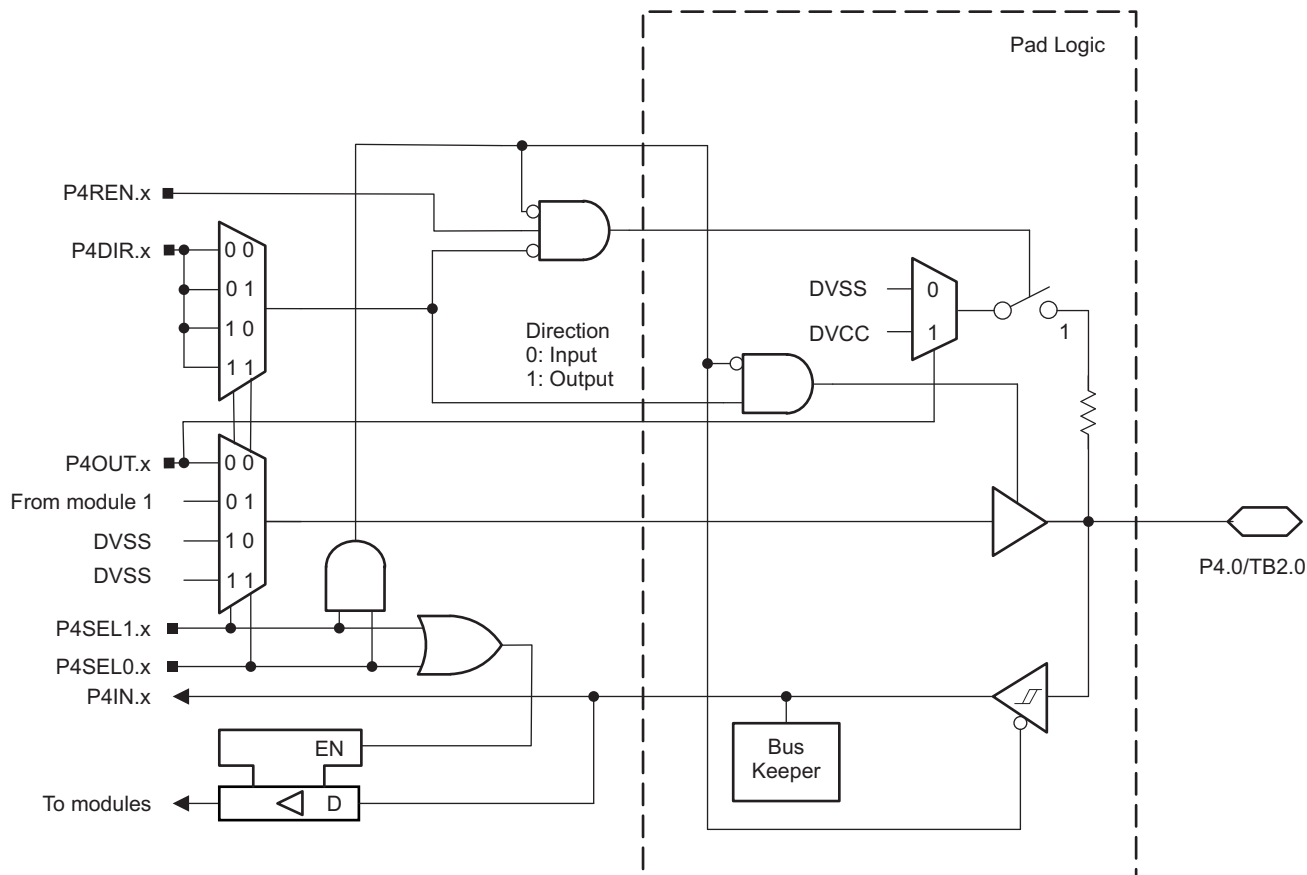 Pad Logic
P4REN.x
P4DIR.x
0 0
0 1
1 0
1 1
Direction
0: Input
1: Output
DVSS
0
DVCC
1
1
P4OUT.x
0 0
From module 1
0 1
DVSS
1 0
DVSS
1 1
P4.0/TB2.0
P4SEL1.x
P4SEL0.x
P4IN.x
Bus
Keeper
EN
To modules
D